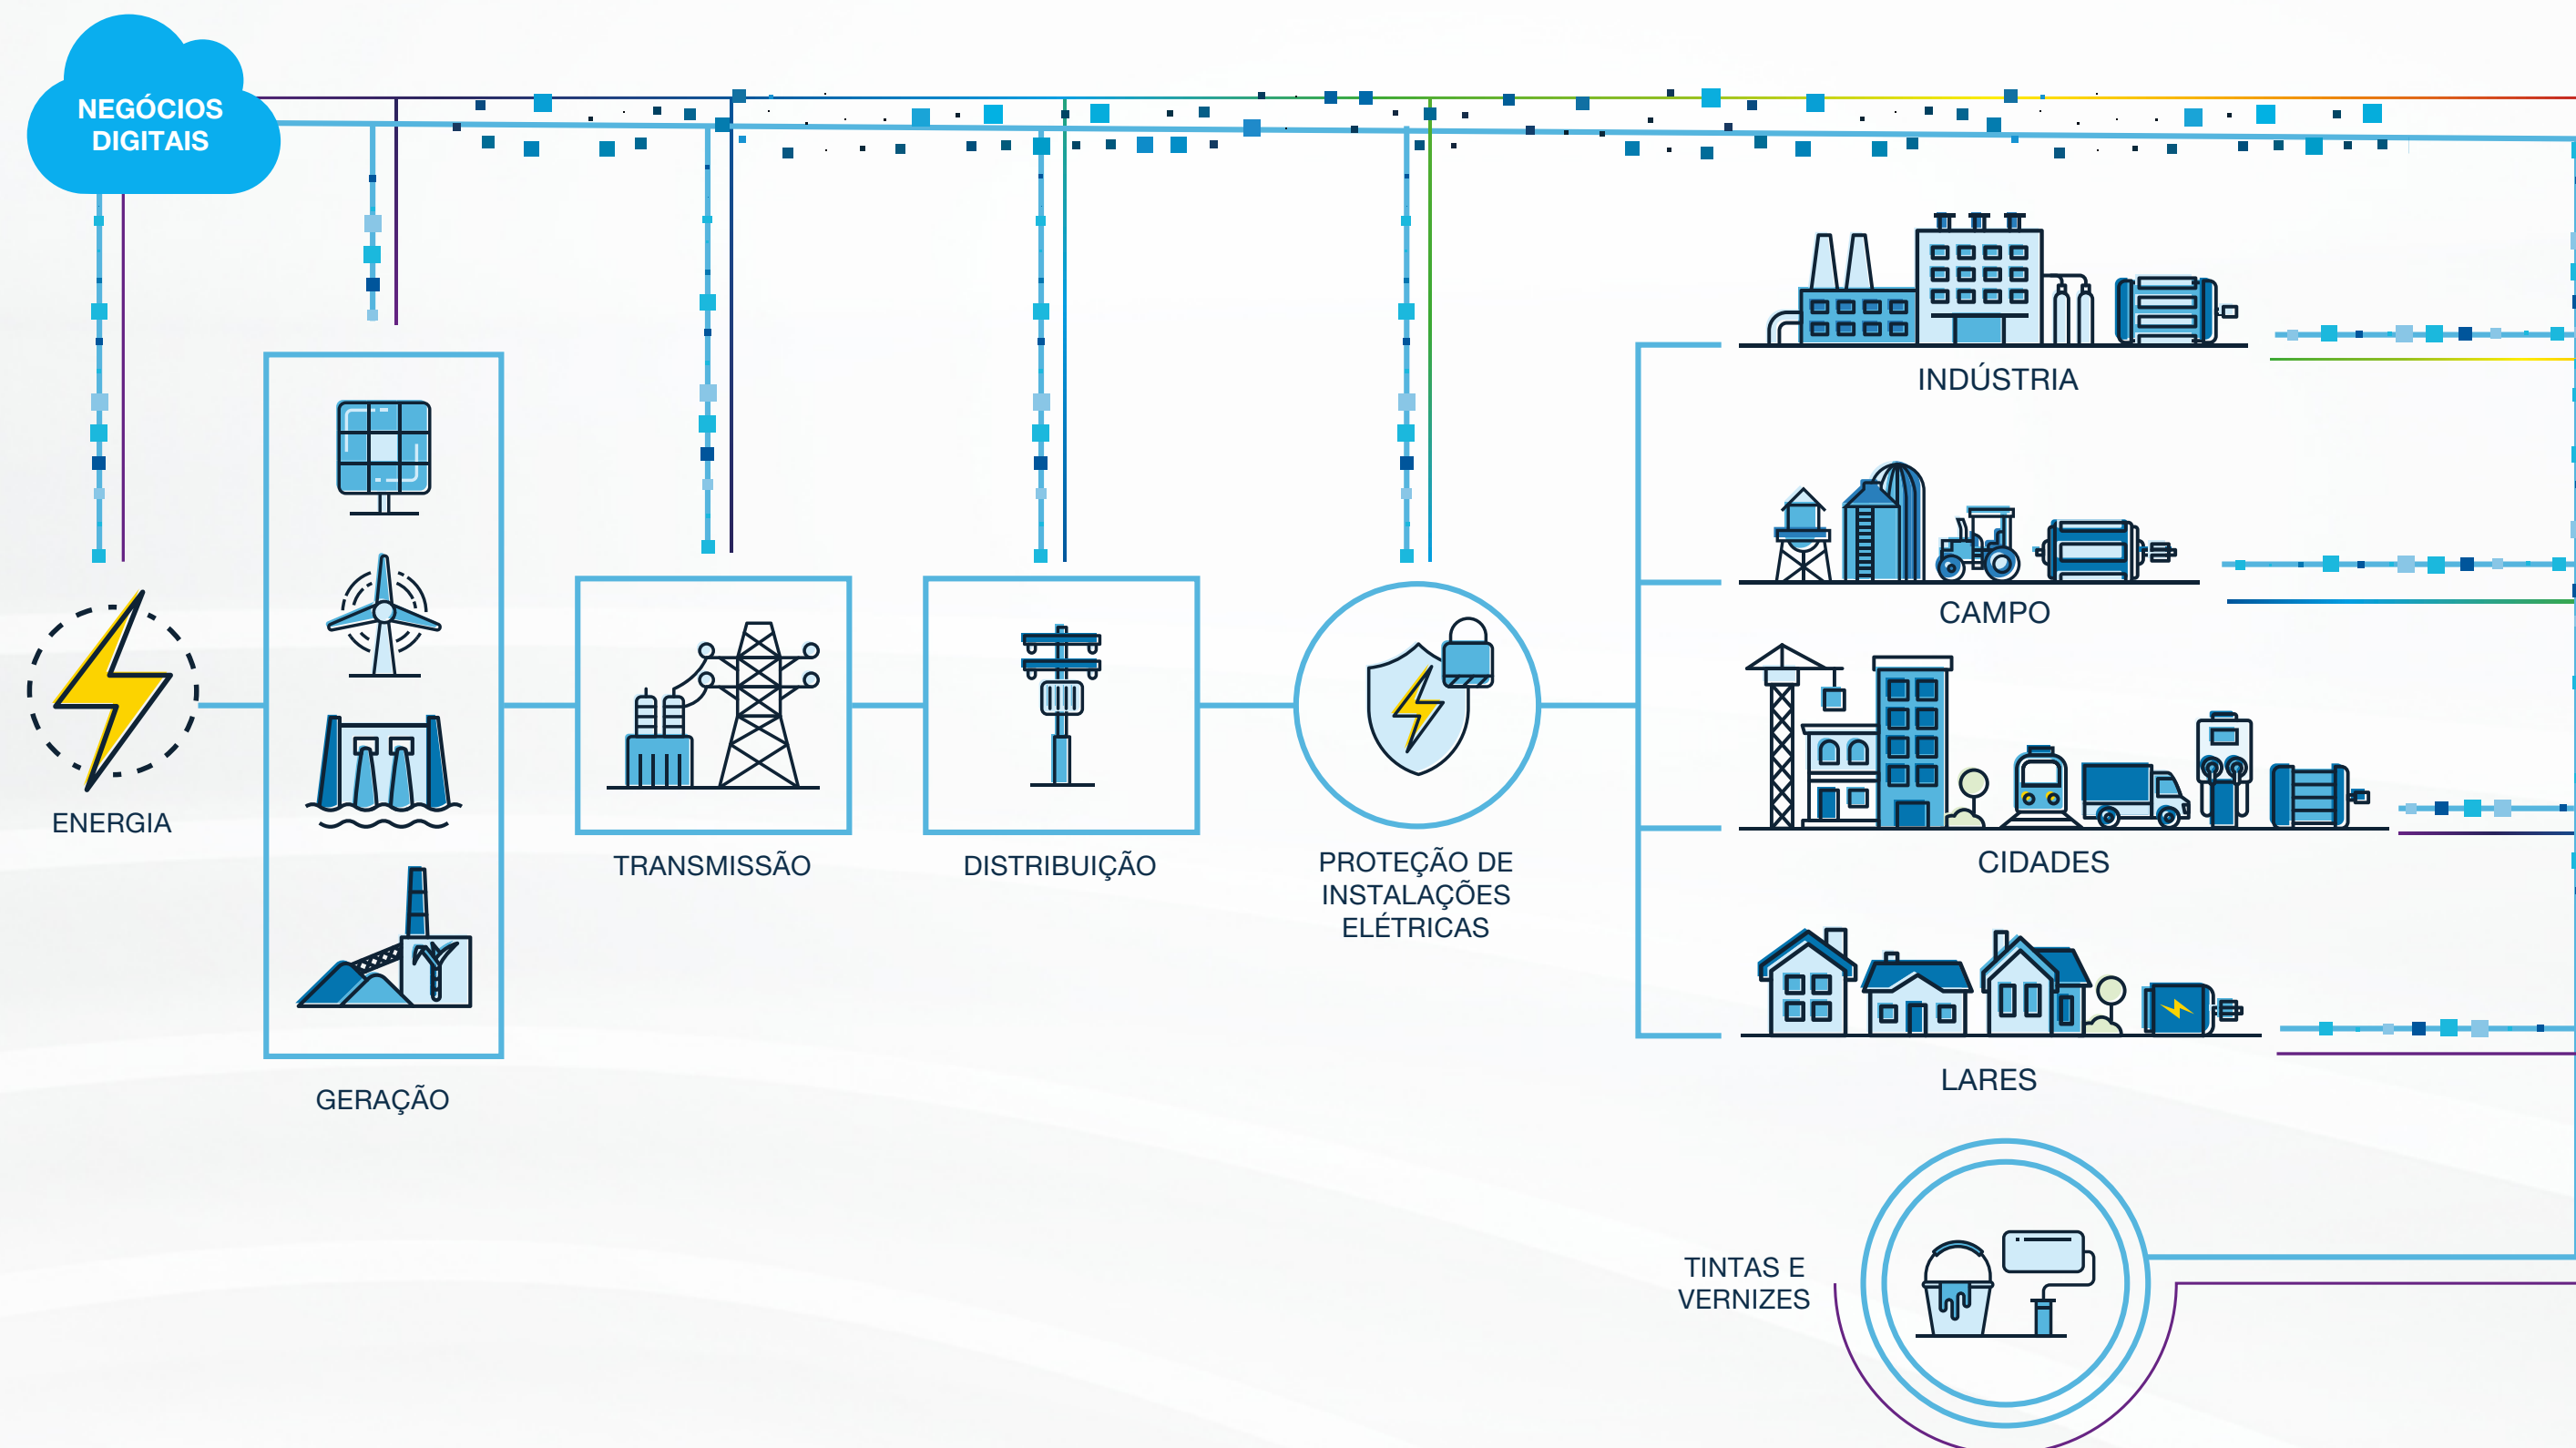 NEGÓCIOS
DIGITAIS
ENERGIA
GERAÇÃO
TRANSMISSÃO
DISTRIBUIÇÃO
PROTEÇÃO DE
INSTALAÇÕES
ELÉTRICAS
INDÚSTRIA
CAMPO
CIDADES
LARES
TINTAS E
VERNIZES